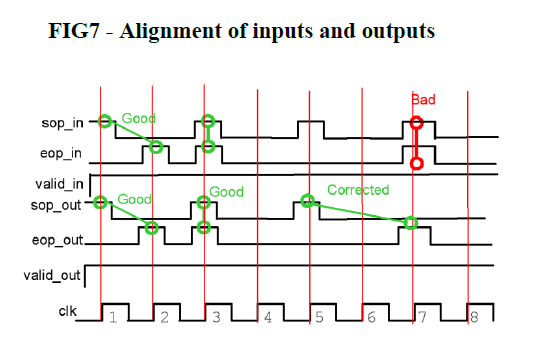 FIG7 - Alignment of inputs and outputs
Bad
sop_in
Good
eop_in
valid_in
sop_out
Good
Good
Corrected
eop_out
valid_out
clk
1 2 3 4 5 6 7 8